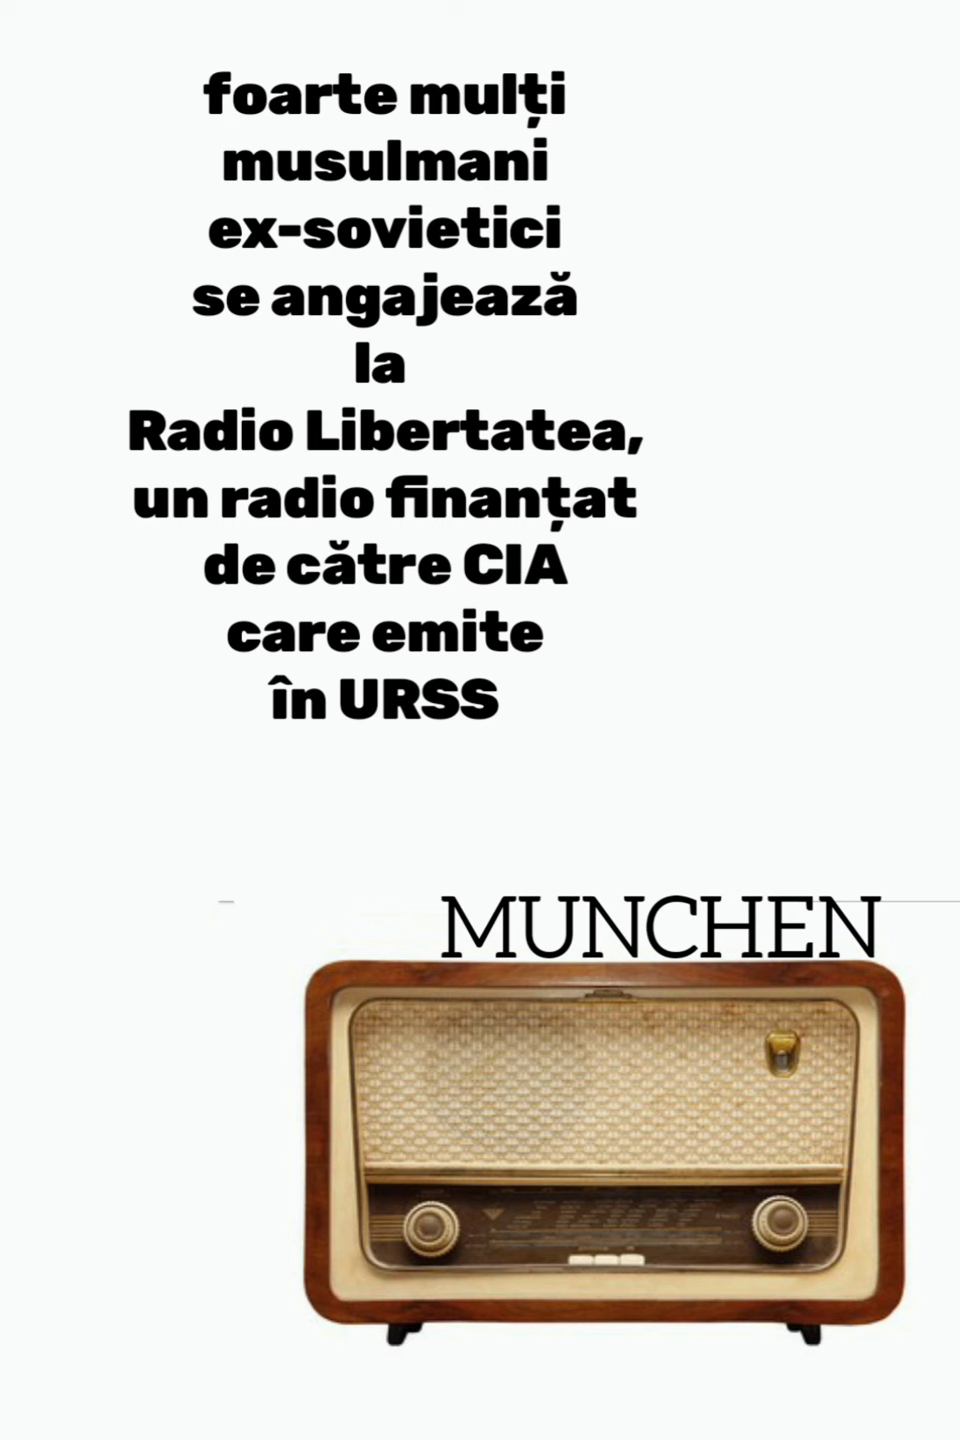 foarte mulți
musulmani
ex-sovietici
se angajează
la
Radio Libertatea,
un radio finanțat
de către CIA
care emite
în URSS
MUNCHEN